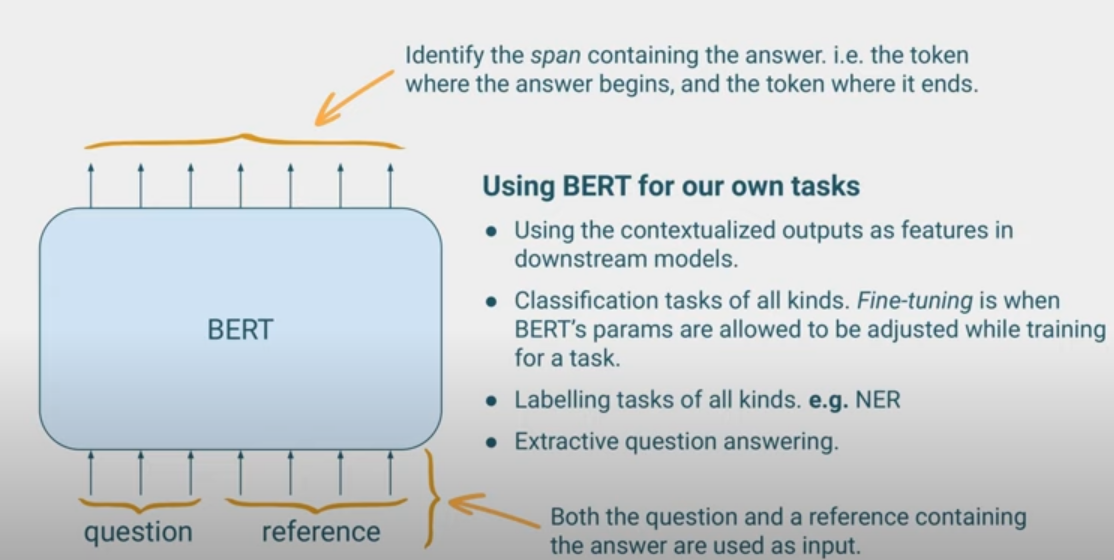 Identify the span containing the answer. i.e. the token
where the answer begins, and the token where it ends.
Using BERT for our own tasks
• Using the contextualized outputs as features in
downstream models.
• Classification tasks of all kinds. Fine-tuning is when
BERT's params are allowed to be adjusted while training
for a task.
• Labelling tasks of all kinds. e.g. NER
• Extractive question answering.
BERT
question
reference
Both the question and a reference containing
the answer are used as input.